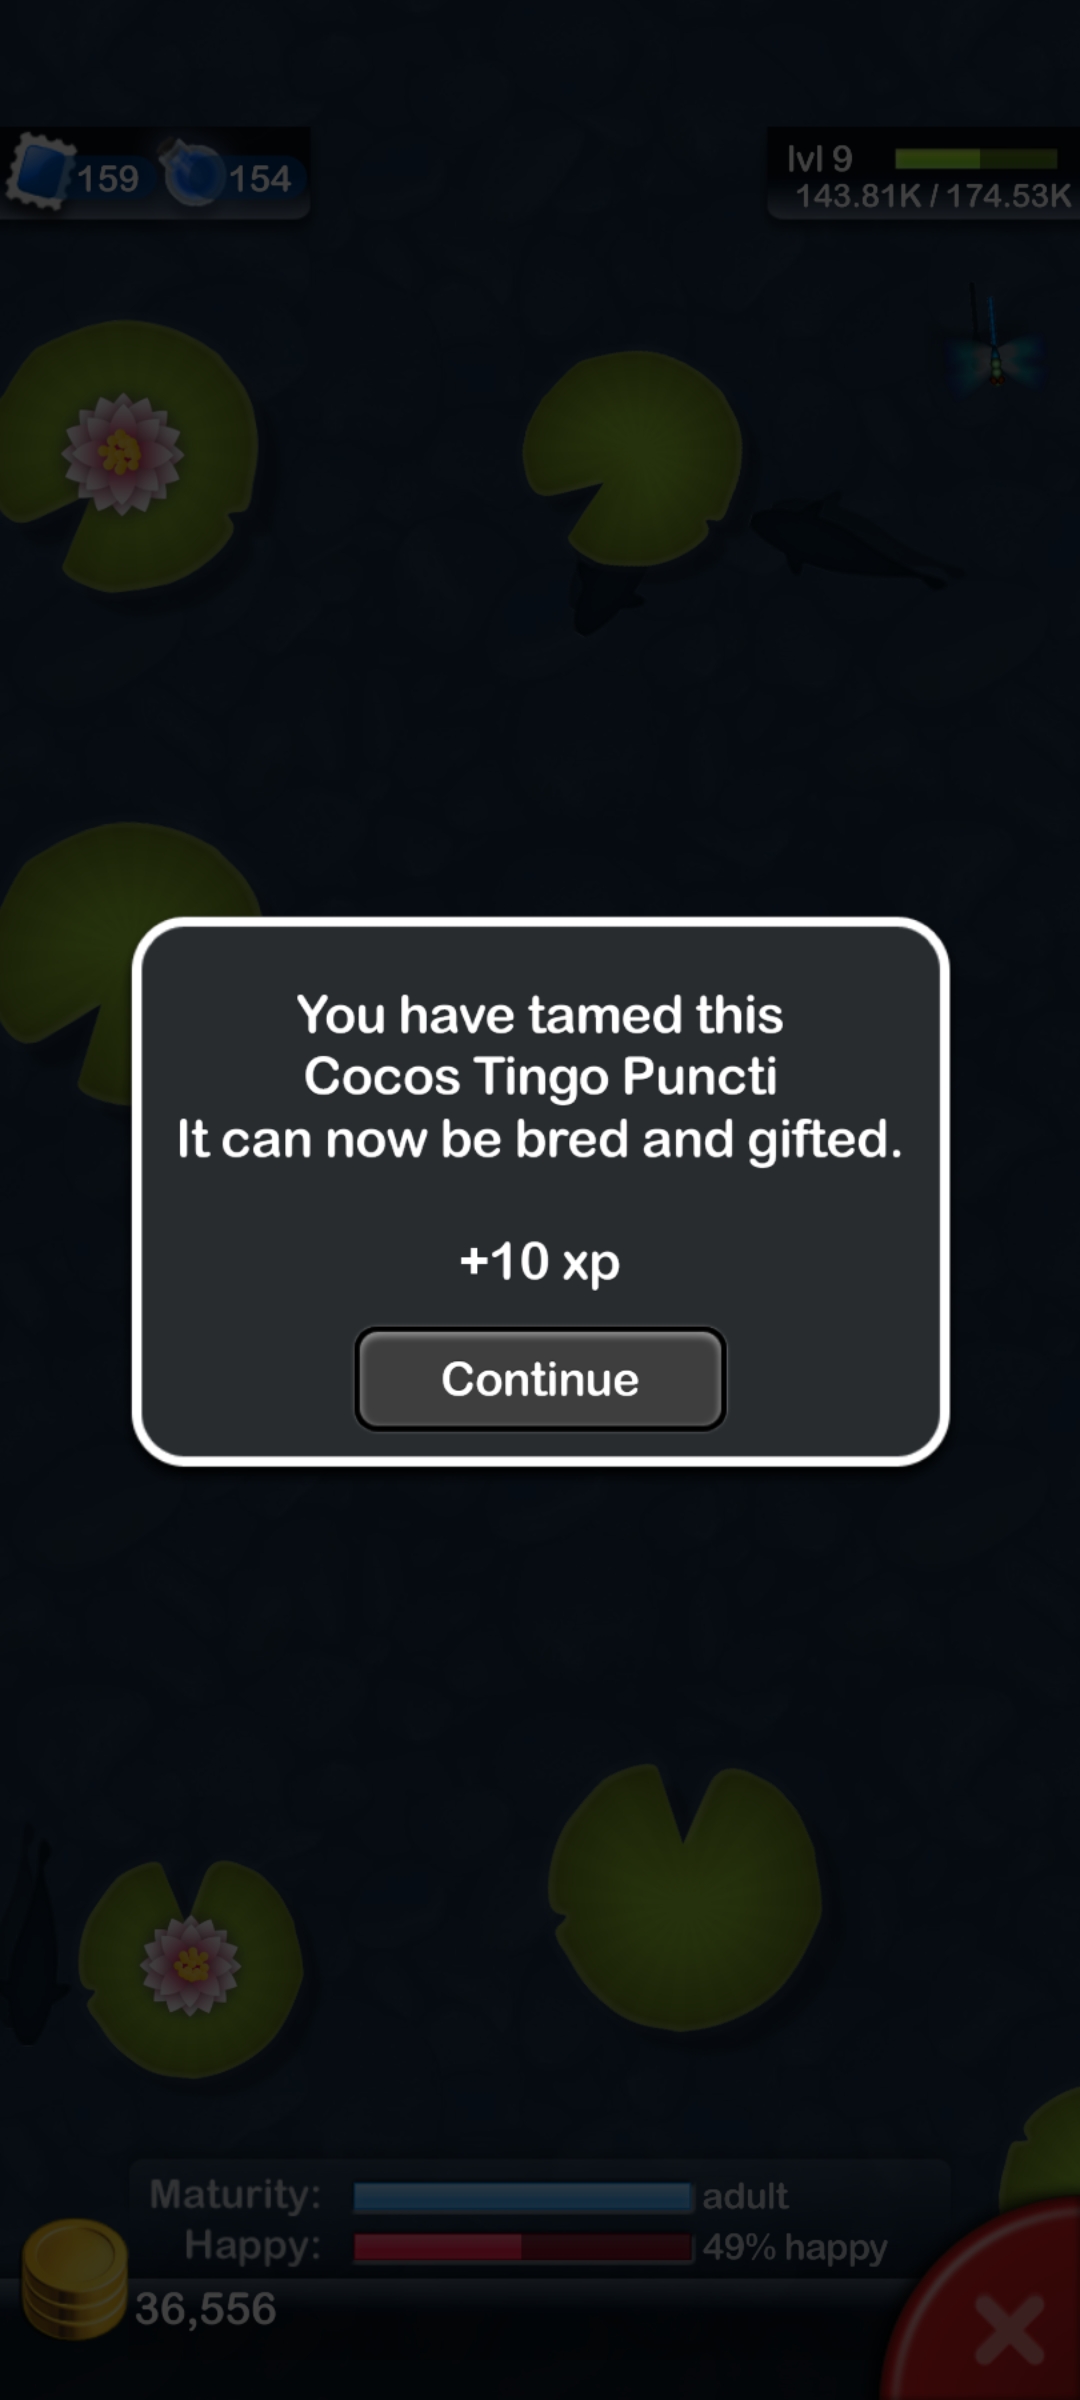 159 154
lvl 9
143.81K / 174.53K
You have tamed this
Cocos Tingo Puncti
It can now be bred and gifted.
+10 xp
Continue
Maturity: adult
Happy: 49% happy
36,556